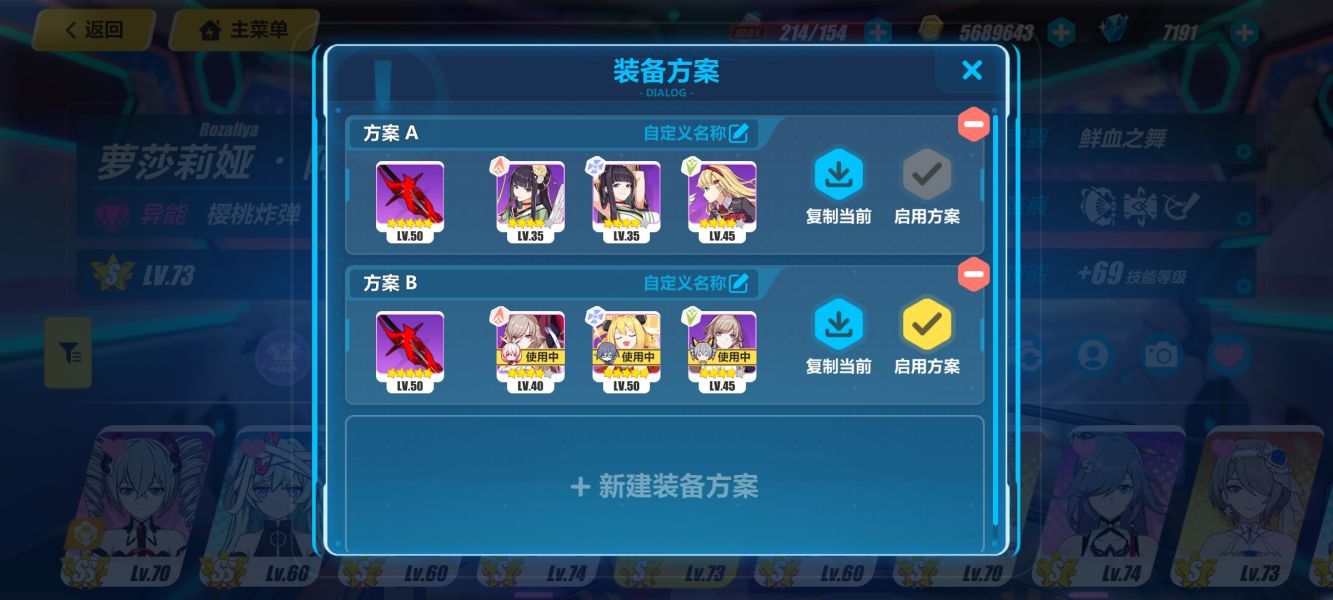 返回
主菜单
214/154
5689643
7191
装备方案
- DIALOG -
Rozaliya
萝莎莉娅 ·
异能 樱桃炸弹
S LV.73
鲜血之舞
+69 技能等级
方案 A
自定义名称
LV.50
LV.35
LV.35
LV.45
复制当前
启用方案
方案 B
自定义名称
使用中
使用中
使用中
LV.50
LV.40
LV.50
LV.45
复制当前
启用方案
+ 新建装备方案
SS Lv.70
S Lv.60
S Lv.60
S Lv.74
S Lv.73
S Lv.60
S Lv.70
S Lv.74
S Lv.73